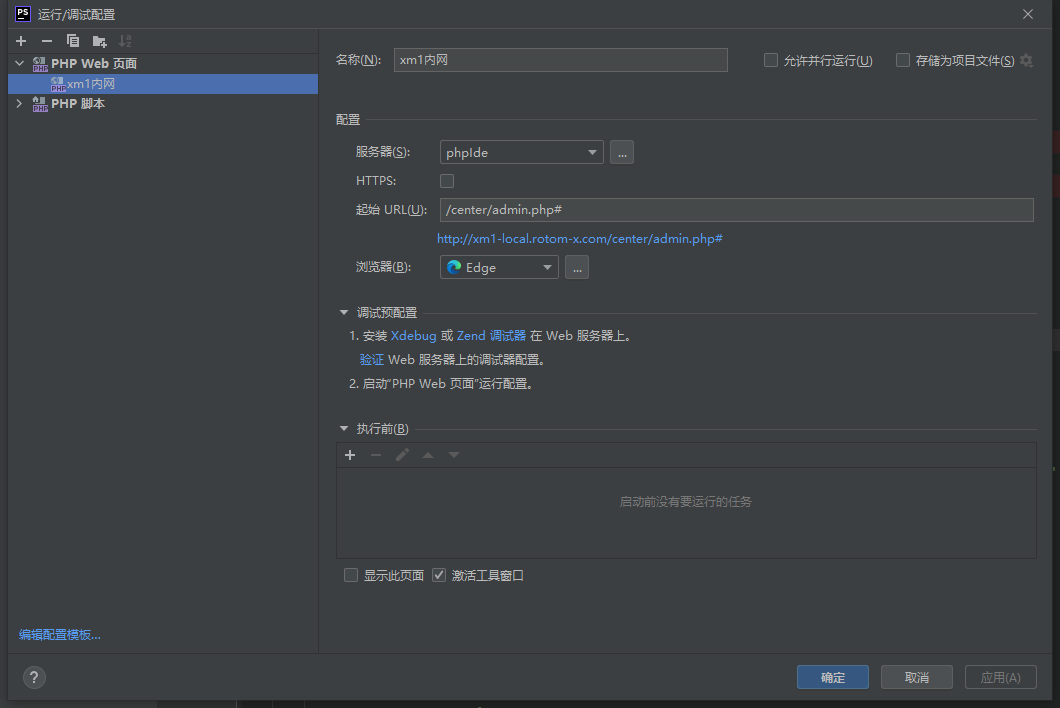 PS 运行/调试配置
PHP Web 页面
xm1内网
PHP 脚本
名称(N): xm1内网 允许并行运行(U) 存储为项目文件(S)
配置
服务器(S): phpIde ...
HTTPS:
起始 URL(U): /center/admin.php#
http://xm1-local.rotom-x.com/center/admin.php#
浏览器(B): Edge ...
调试预配置
1. 安装 Xdebug 或 Zend 调试器 在 Web 服务器上。
验证 Web 服务器上的调试器配置。
2. 启动"PHP Web 页面"运行配置。
执行前(B)
启动前没有要运行的任务
显示此页面 激活工具窗口
编辑配置模板...
? 确定 取消 应用(A)